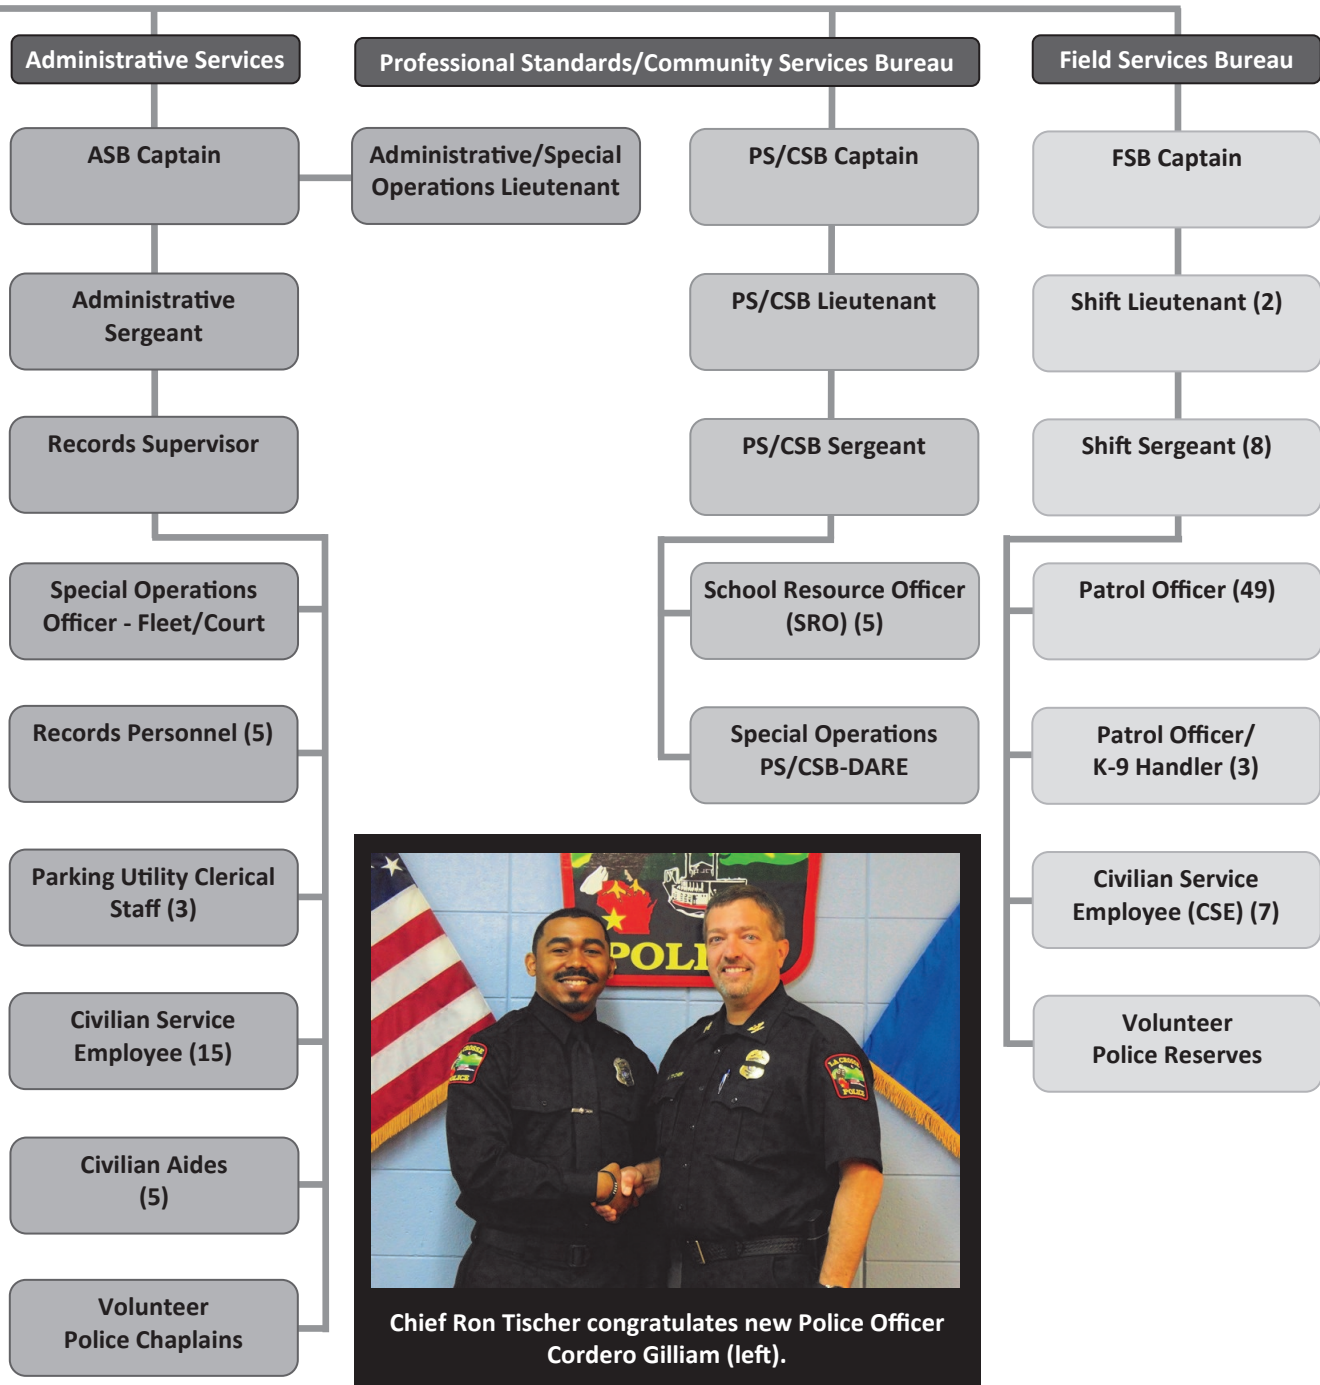 Administrative Services
Professional Standards/Community Services Bureau
Field Services Bureau
ASB Captain
Administrative/Special
Operations Lieutenant
PS/CSB Captain
FSB Captain
Administrative
Sergeant
PS/CSB Lieutenant
Shift Lieutenant (2)
Records Supervisor
PS/CSB Sergeant
Shift Sergeant (8)
Special Operations
Officer - Fleet/Court
School Resource Officer
(SRO) (5)
Patrol Officer (49)
Records Personnel (5)
Special Operations
PS/CSB-DARE
Patrol Officer/
K-9 Handler (3)
Parking Utility Clerical
Staff (3)
Civilian Service
Employee (CSE) (7)
Civilian Service
Employee (15)
Volunteer
Police Reserves
Civilian Aides
(5)
Volunteer
Police Chaplains
LA CROSSE
POLICE
Chief Ron Tischer congratulates new Police Officer
Cordero Gilliam (left).